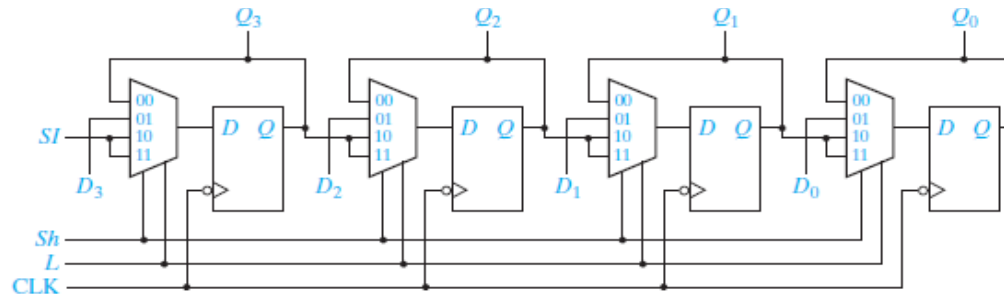 Q3 Q2 Q1 Q0
00 00 00 00
01 D Q 01 D Q 01 D Q 01 D Q
SI 10 10 10 10
11 11 11 11
D3 D2 D1 D0
Sh
L
CLK